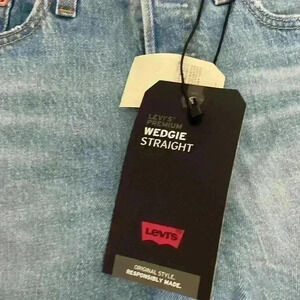 LEVI'S®
PREMIUM
WEDGIE
STRAIGHT
Levi's
ORIGINAL STYLE.
RESPONSIBLY MADE.